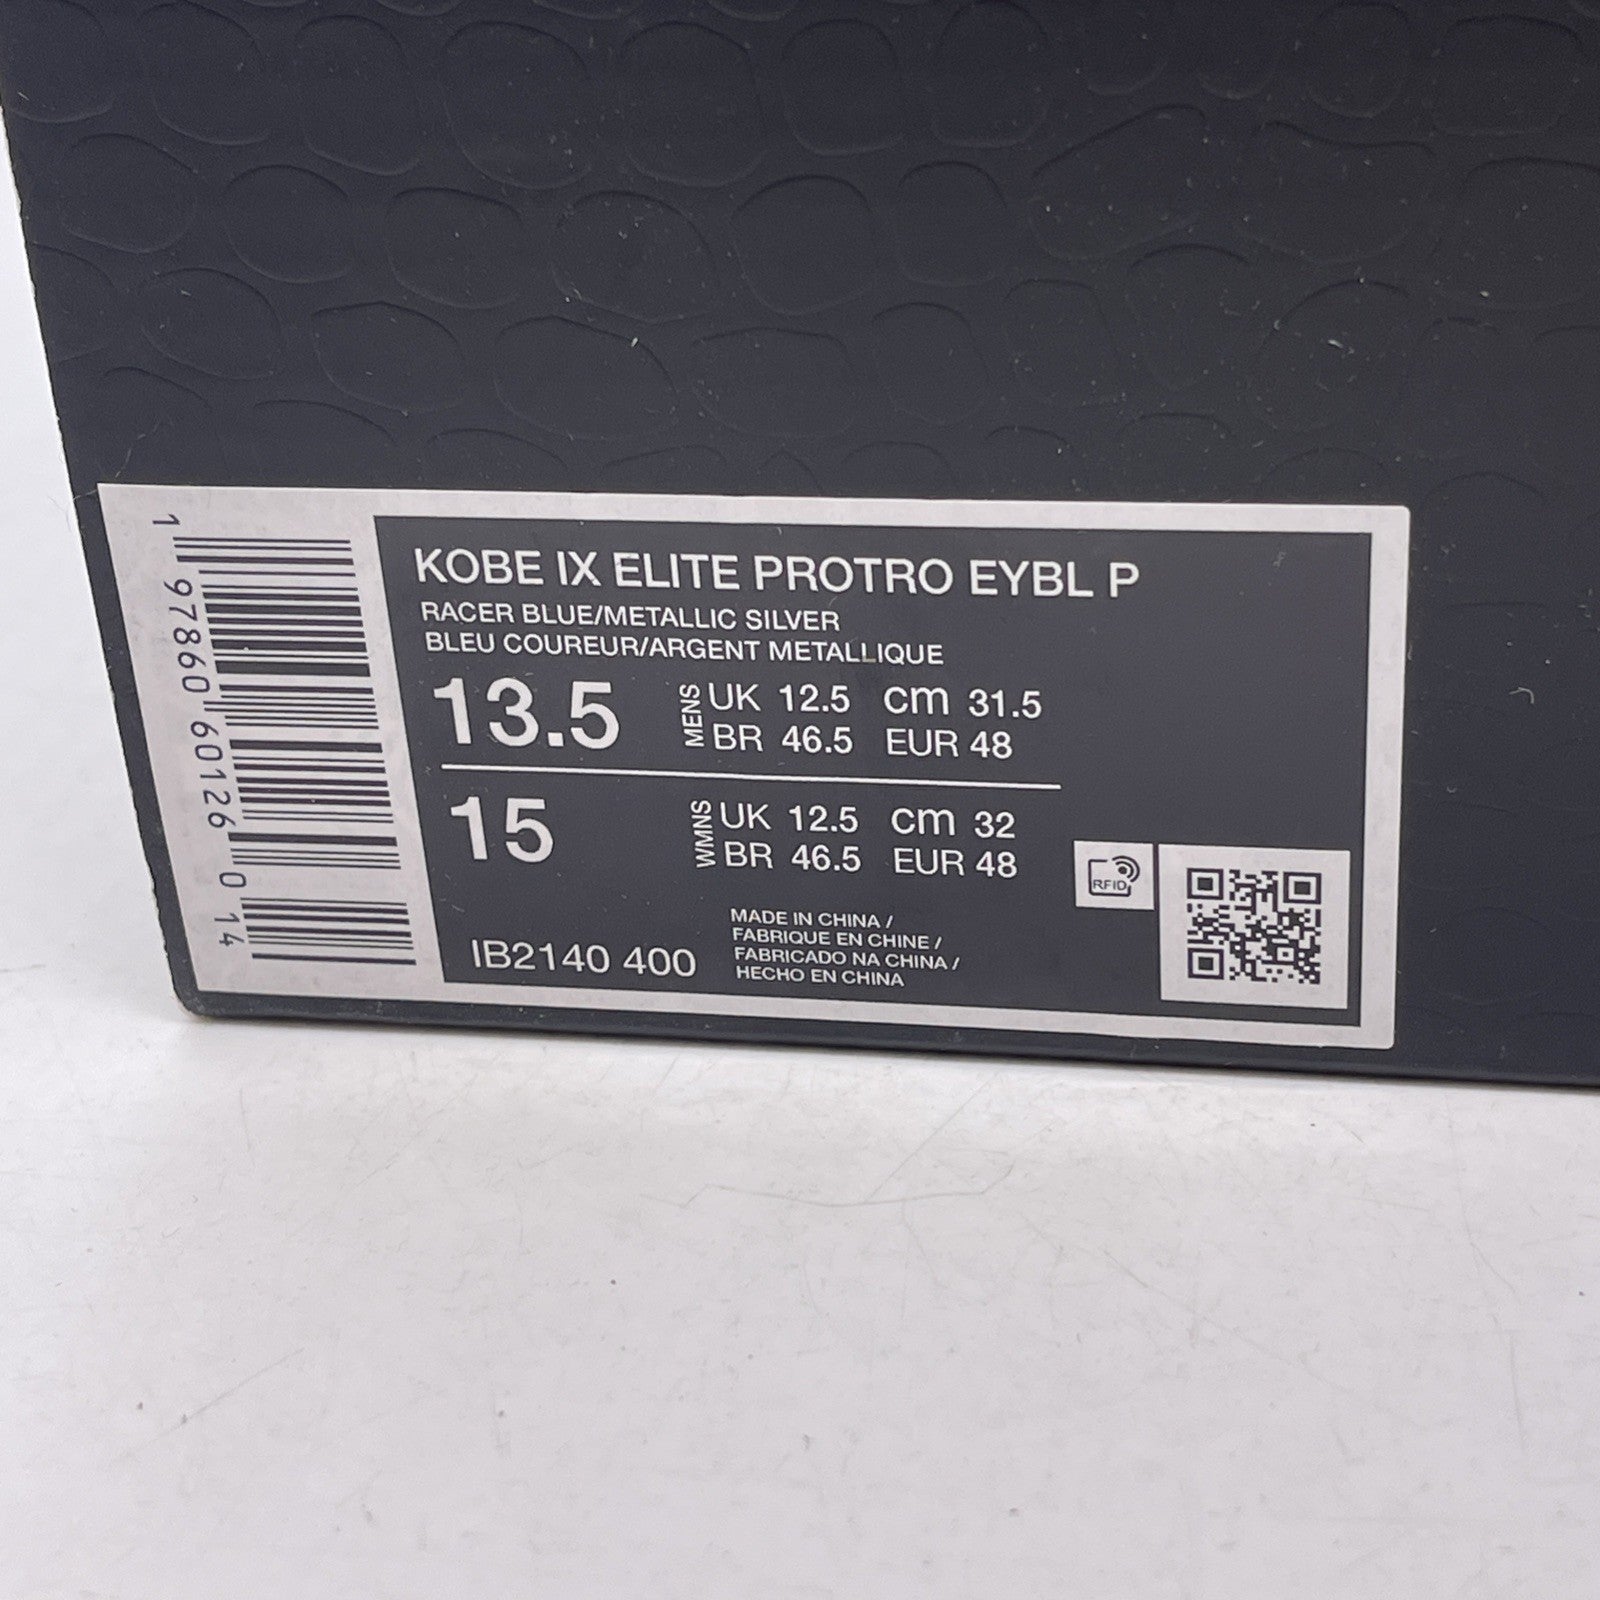 KOBE IX ELITE PROTRO EYBL P
RACER BLUE/METALLIC SILVER
BLEU COUREUR/ARGENT METALLIQUE
13.5 MENS UK 12.5 cm 31.5
BR 46.5 EUR 48
15 WMNS UK 12.5 cm 32
BR 46.5 EUR 48
IB2140 400
MADE IN CHINA /
FABRIQUE EN CHINE /
FABRICADO NA CHINA /
HECHO EN CHINA
RFID
1 97860 60126 0 14